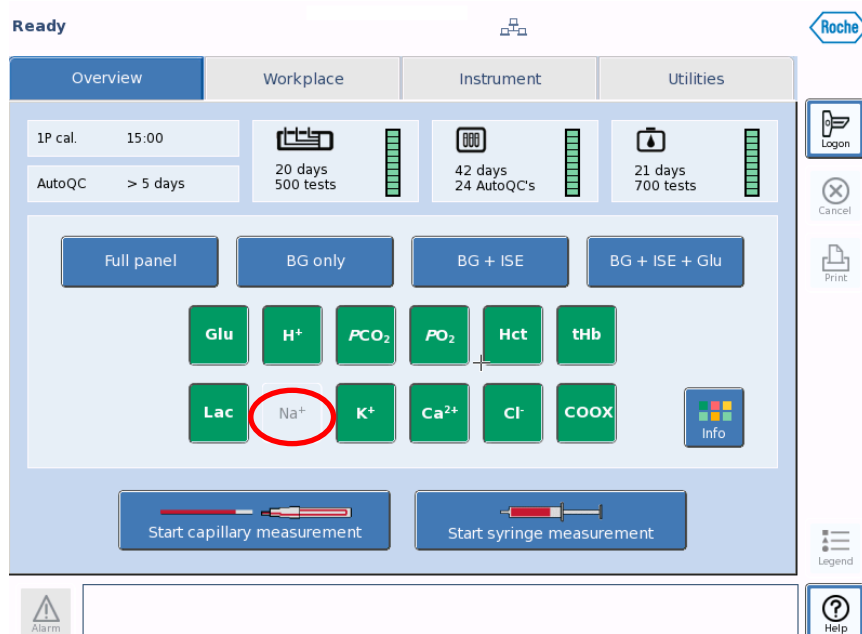 Ready
Roche
Overview Workplace Instrument Utilities
1P cal. 15:00
AutoQC > 5 days
20 days
500 tests
42 days
24 AutoQC's
21 days
700 tests
Logon
Cancel
Print
Full panel BG only BG + ISE BG + ISE + Glu
Glu H⁺ PCO₂ PO₂ Hct tHb
Lac Na⁺ K⁺ Ca²⁺ Cl⁻ COOX
Info
Start capillary measurement Start syringe measurement
Legend
Alarm
Help